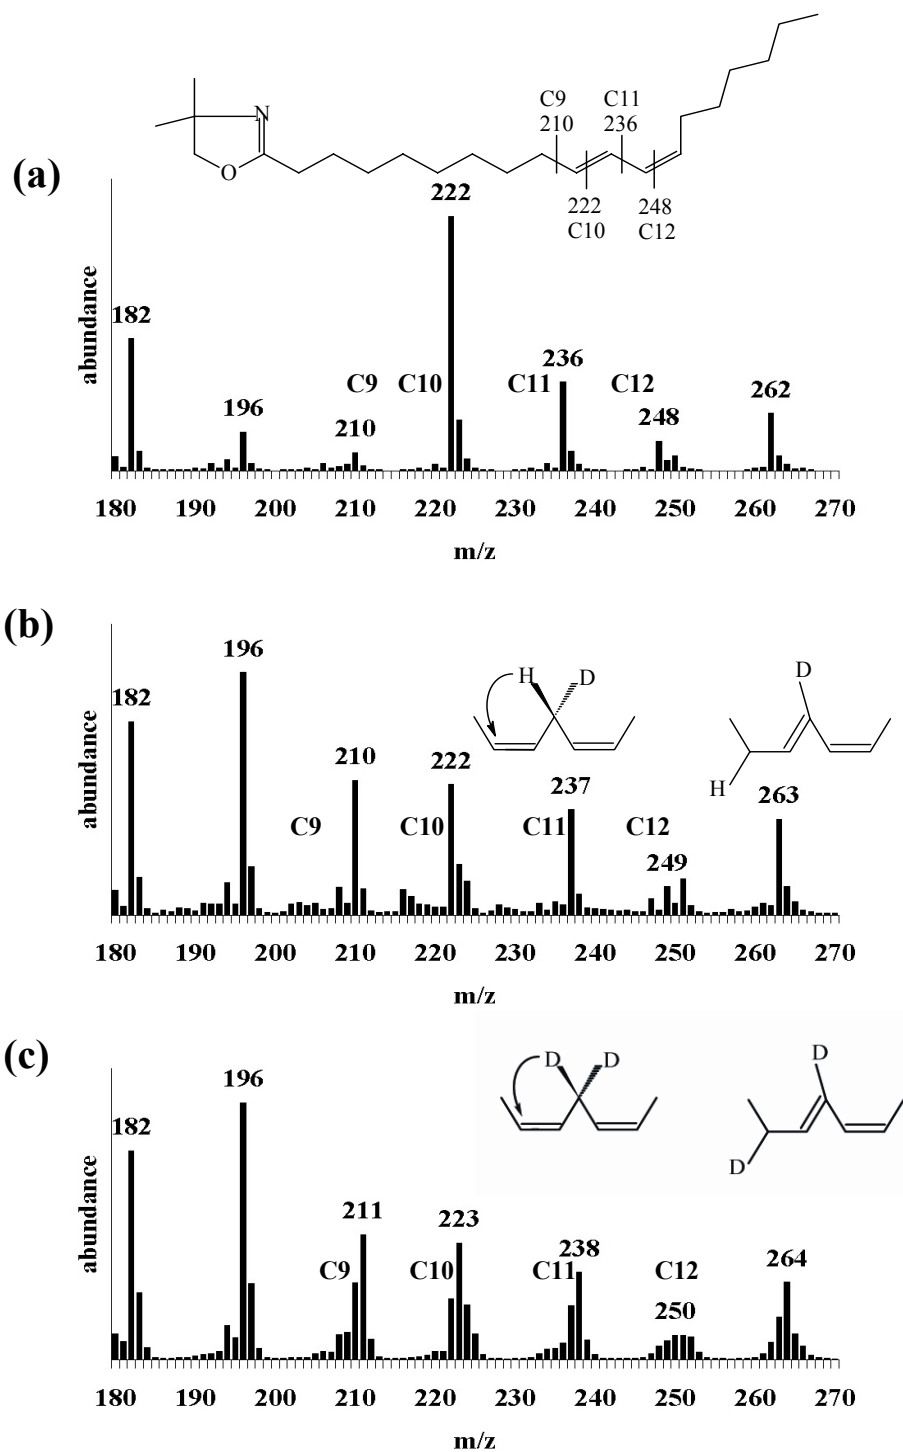 C9 C11
210 236
N
O
222 248
C10 C12
(a)
abundance
182 196 210 222 236 248 262
C9 C10 C11 C12
180 190 200 210 220 230 240 250 260 270
m/z
(b)
abundance
182 196 210 222 237 249 263
C9 C10 C11 C12
H D
D
H
180 190 200 210 220 230 240 250 260 270
m/z
(c)
abundance
182 196 211 223 238 250 264
C9 C10 C11 C12
D D
D
D
180 190 200 210 220 230 240 250 260 270
m/z